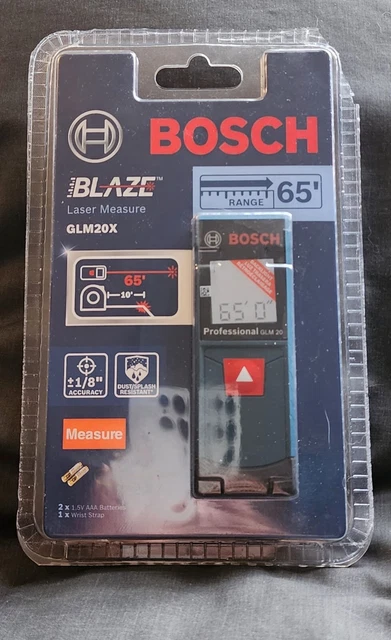 BOSCH
BLAZE™
Laser Measure
GLM20X
RANGE 65'
65'
10'
BOSCH
65' 0"
Professional GLM 20
±1/8"
ACCURACY
DUST/SPLASH
RESISTANT*
Measure
2 x 1.5V AAA Batteries
1 x Wrist Strap